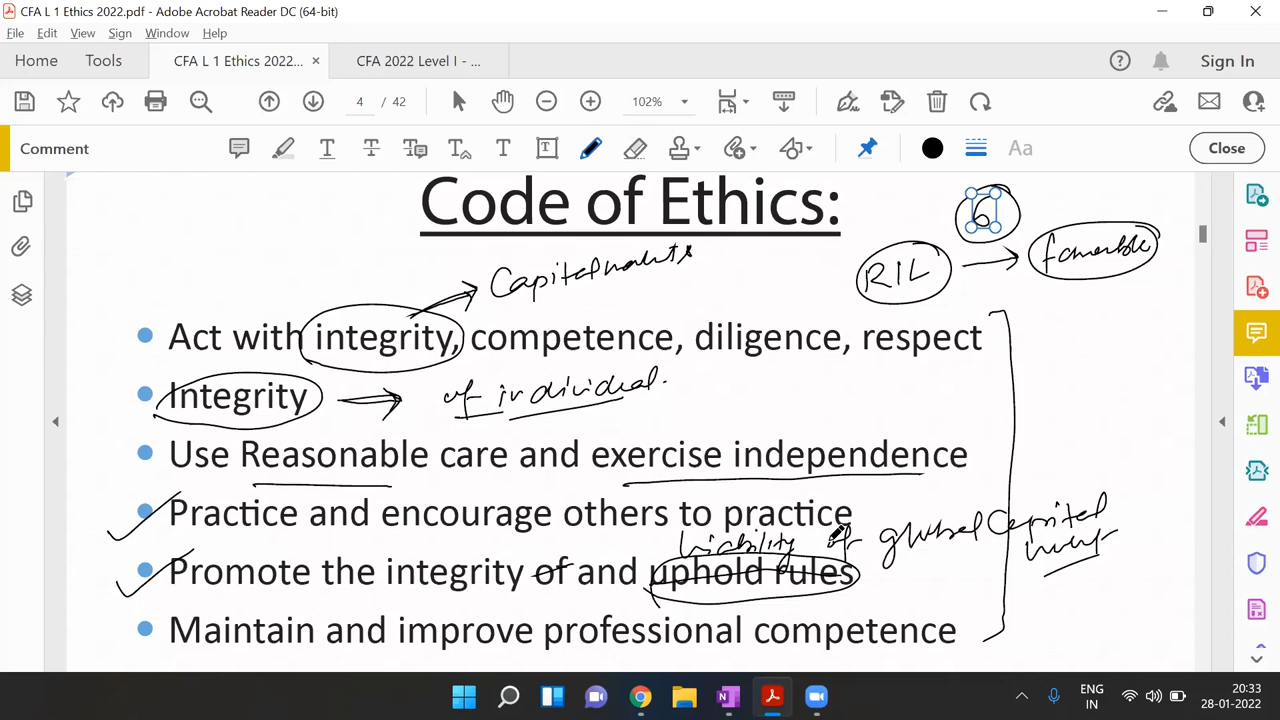 CFA L 1 Ethics 2022.pdf - Adobe Acrobat Reader DC (64-bit)
File Edit View Sign Window Help
Home Tools CFA L 1 Ethics 2022... × CFA 2022 Level I - ... Sign In
4 / 42 102%
Comment Close
Code of Ethics:
6
RIL
Act with integrity, competence, diligence, respect
Integrity of individual.
Use Reasonable care and exercise independence
Practice and encourage others to practice
of global Capital
Promote the integrity of and uphold rules
Maintain and improve professional competence
ENG 20:33
IN 28-01-2022